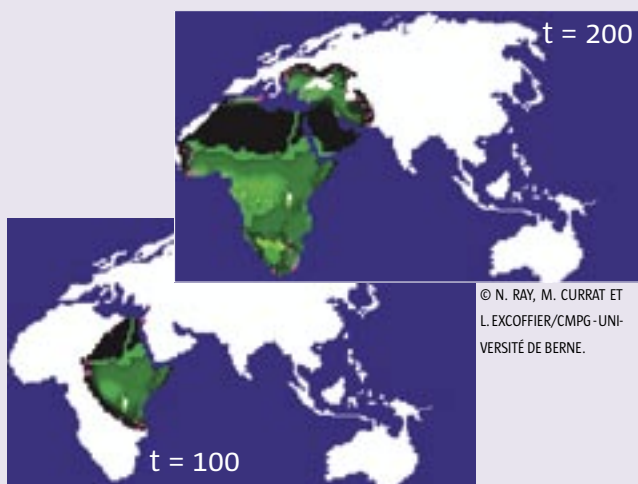 t = 200
© N. RAY, M. CURRAT ET
L. EXCOFFIER/CMPG-UNI-
VERSITÉ DE BERNE.
t = 100